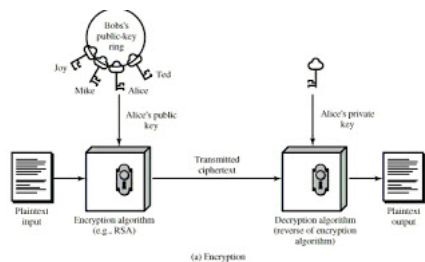 Bobs's
public-key
ring
Joy
Ted
Mike
Alice
Alice's public
key
Alice's private
key
Transmitted
ciphertext
Plaintext
input
Encryption algorithm
(e.g., RSA)
Decryption algorithm
(reverse of encryption
algorithm)
Plaintext
output
(a) Encryption